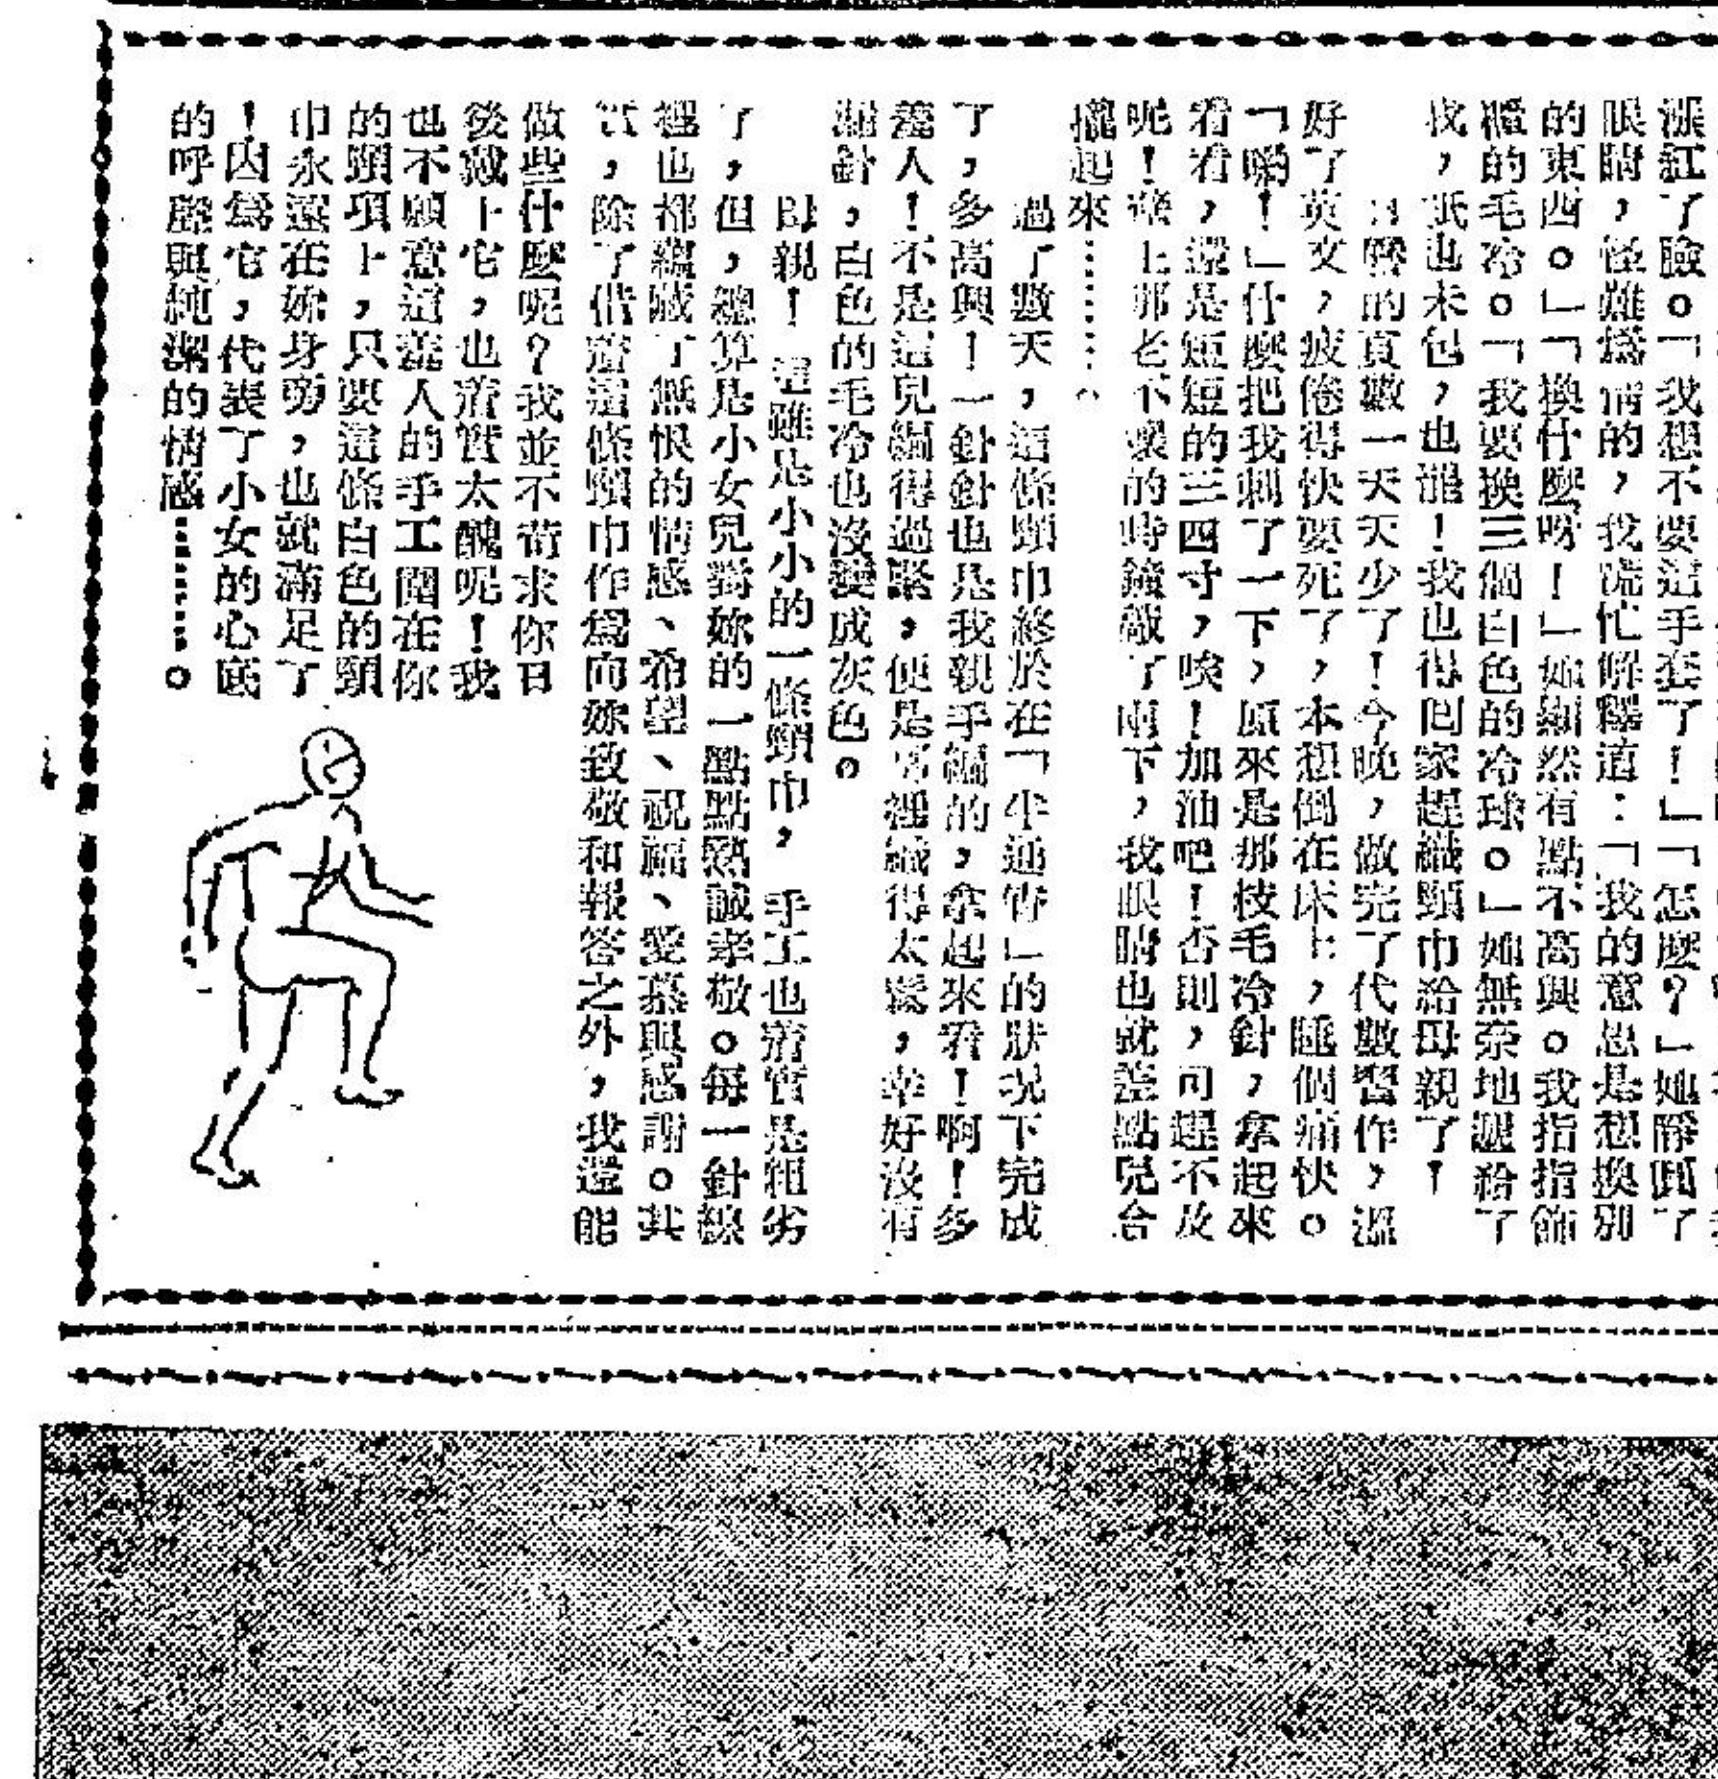 漲紅了臉。「我想不要這手套了！」「怎麼？」她睜圓了
眼睛，怪難為情的，我慌忙解釋道：「我的意思是想換別
的東西。」「換什麼呀！」她顯然有點不高興。我指指飾
櫃的毛冷。「我要換三個白色的冷球。」她無奈地遞給了
我，祇也未包，也罷！我也得囘家趕織頸巾給母親了！
的頁數一天天少了！今晚，做完了代數習作，溫
好了英文，疲倦得快要死了，本想倒在床上，睡個痛快。
「喲！」什麼把我刺了一下，原來是那技毛冷針，拿起來
看看，還是短短的三四寸，唉！加油吧！否則，可趕不及
呢！樂上那老不壞的時鐘敲了兩下，我眼睛也就差點兒合
攏起來………。
過了數天，這條頸巾終於在「半通宵」的狀况下完成
了，多高興！一針針也是我親手編的，拿起來看！啊！多
羞人！不是這兒編得過緊，便是那裡織得太鬆，幸好沒有
漏針，白色的毛冷也沒變成灰色。
母親！這雖是小小的一條頸巾，手工也着實是粗劣
了，但，總算是小女兒對妳的一點點熱誠孝敬。每一針線
裡也都蘊藏了無恨的情感、希望、祝福、愛慕與感謝。其
實，除了借着這條頸巾作為向妳致敬和報答之外，我還能
做些什麼呢？我並不苛求你日
後戴上它，也着實太醜呢！我
也不願意這羞人的手工圍在你
的頸項上，只要這條白色的頸
巾永遠在妳身旁，也就滿足了
！因為它，代表了小女的心底
的呼聲與純潔的情感………。